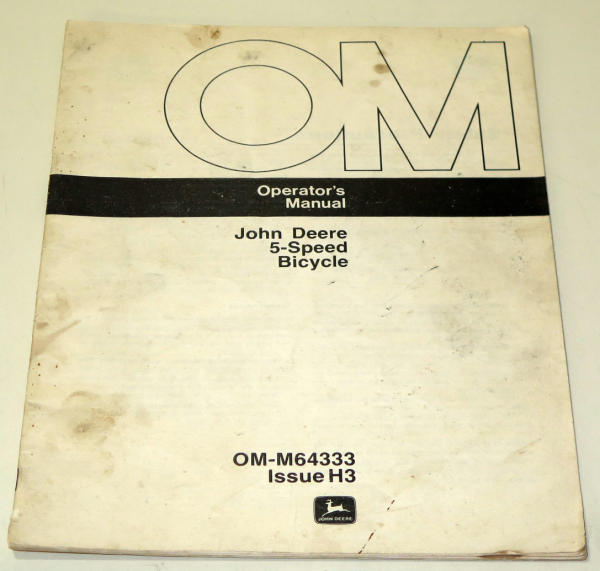 OM
Operator's
Manual
John Deere
5-Speed
Bicycle
OM-M64333
Issue H3
JOHN DEERE